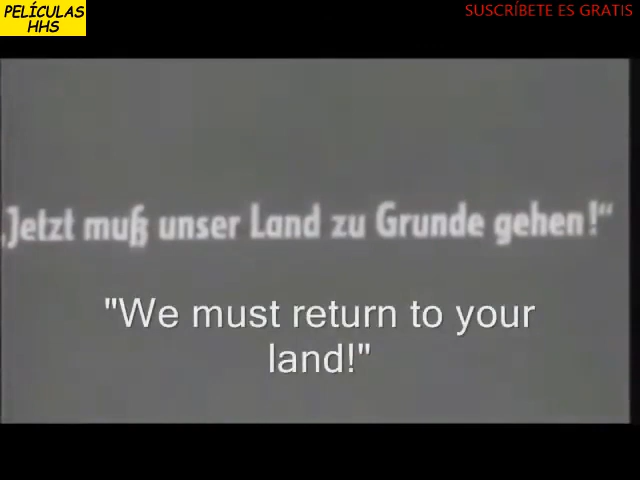 PELÍCULAS
HHS
SUSCRÍBETE ES GRATIS
„Jetzt muß unser Land zu Grunde gehen!“
"We must return to your
land!"